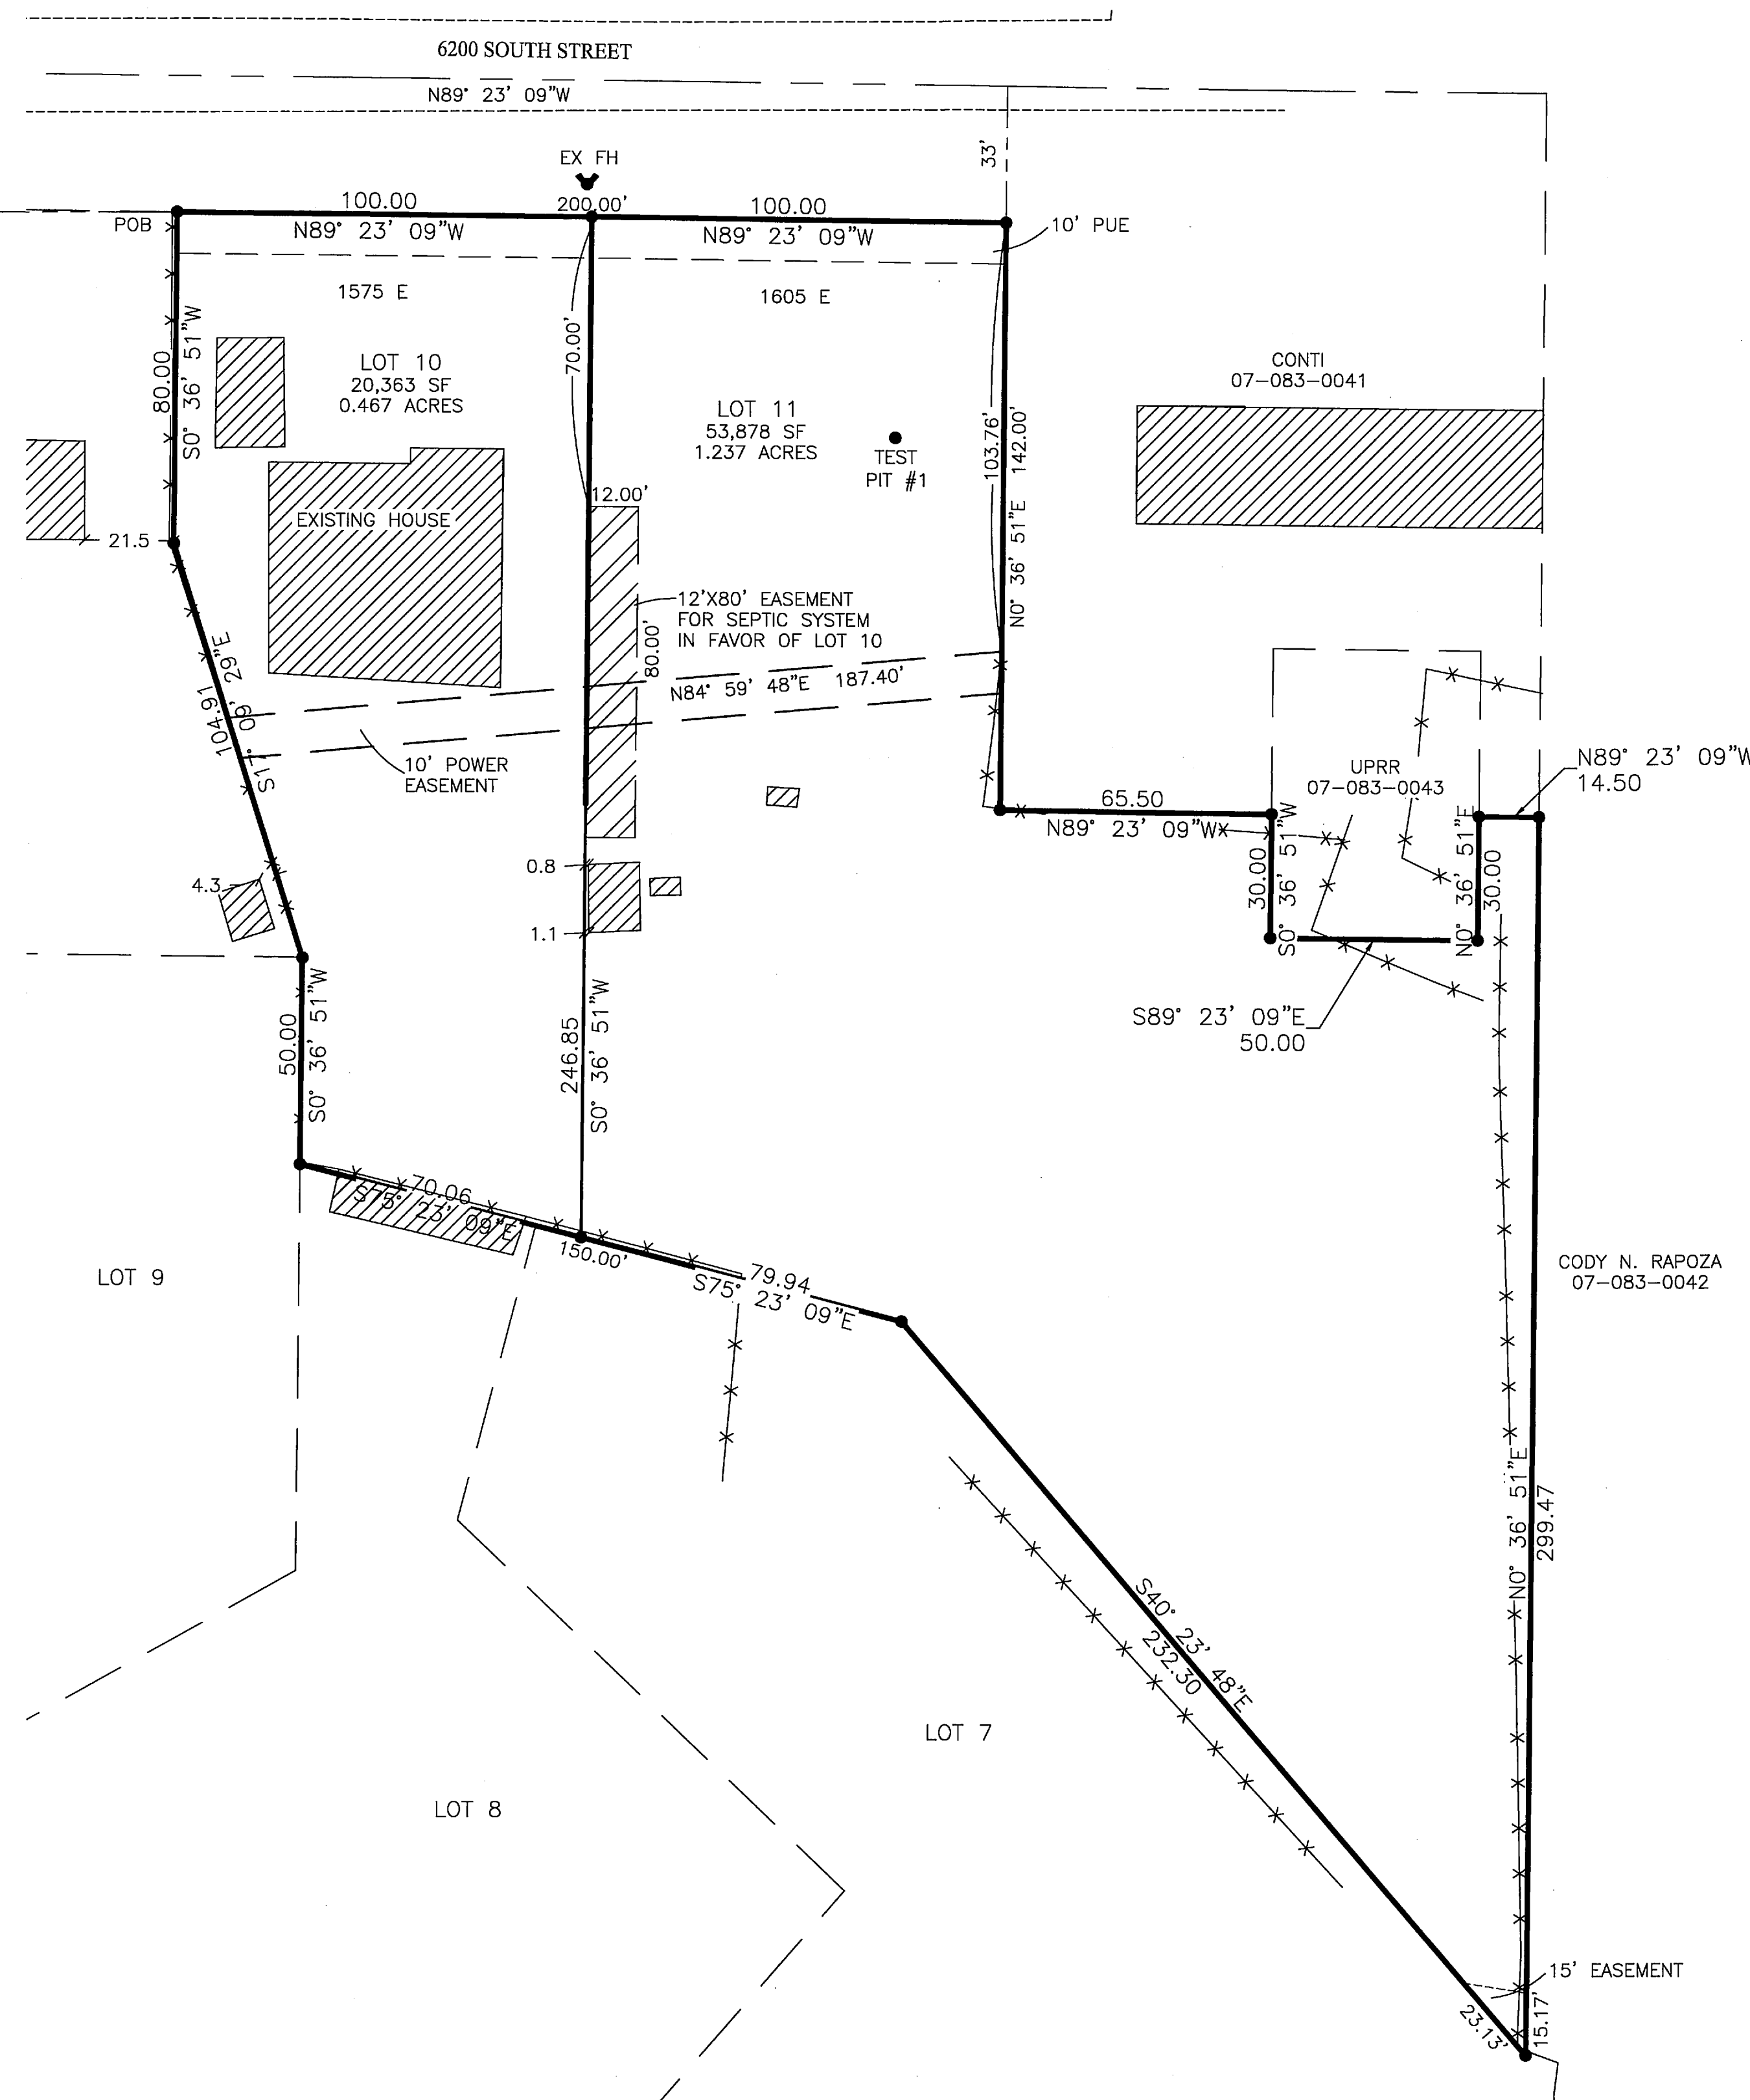 6200 SOUTH STREET
N89° 23' 09"W
33'
EX FH
100.00
200.00'
100.00
POB
N89° 23' 09"W
N89° 23' 09"W
10' PUE
1575 E
1605 E
80.00
S0° 36' 51"W
70.00'
LOT 10
20,363 SF
0.467 ACRES
LOT 11
53,878 SF
1.237 ACRES
TEST
PIT #1
103.76'
142.00'
N0° 36' 51"E
CONTI
07-083-0041
12.00'
EXISTING HOUSE
21.5
12'X80' EASEMENT
FOR SEPTIC SYSTEM
IN FAVOR OF LOT 10
80.00'
N84° 59' 48"E 187.40'
104.91
S17° 09' 29"E
10' POWER
EASEMENT
UPRR
07-083-0043
N89° 23' 09"W
14.50
65.50
N89° 23' 09"W
30.00
S0° 36' 51"W
N0° 36' 51"E
30.00
0.8
4.3
1.1
S89° 23' 09"E
50.00
50.00
S0° 36' 51"W
246.85
S0° 36' 51"W
70.06
S75° 23' 09"E
150.00'
79.94
S75° 23' 09"E
LOT 9
CODY N. RAPOZA
07-083-0042
N0° 36' 51"E
299.47
S40° 23' 48"E
232.30
LOT 7
LOT 8
15' EASEMENT
23.13'
15.17'